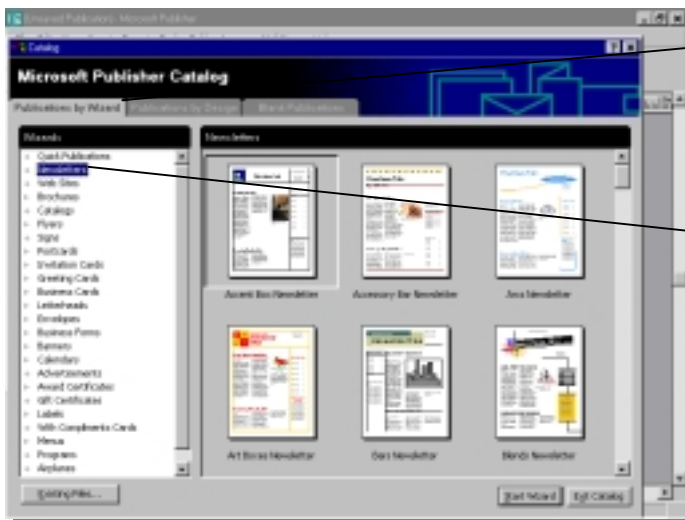 Unsaved Publication - Microsoft Publisher
Catalog
Microsoft Publisher Catalog
Publications by Wizard
Publications by Design
Blank Publications
Wizards
Quick Publications
Newsletters
Web Sites
Brochures
Catalogs
Flyers
Signs
Postcards
Invitation Cards
Greeting Cards
Business Cards
Letterheads
Envelopes
Business Forms
Banners
Calendars
Advertisements
Award Certificates
Gift Certificates
Labels
With Compliments Cards
Menus
Programs
Airplanes
Newsletters
Accent Box Newsletter
Accessory Bar Newsletter
Arcs Newsletter
Art Boxes Newsletter
Bars Newsletter
Blends Newsletter
Existing Files...
Start Wizard
Exit Catalog